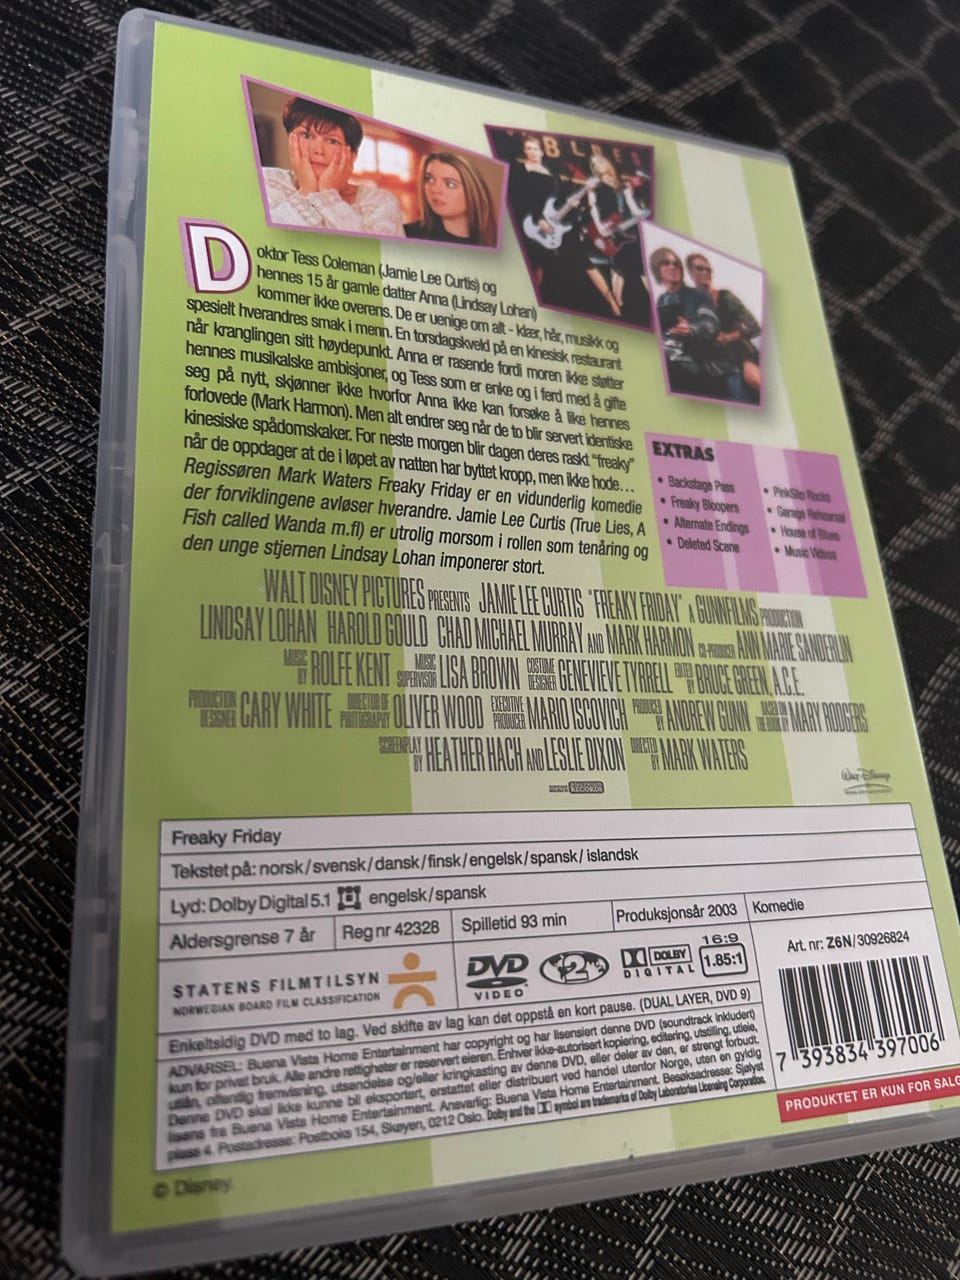 BLUES
Doktor Tess Coleman (Jamie Lee Curtis) og
hennes 15 år gamle datter Anna (Lindsay Lohan)
kommer ikke overens. De er uenige om alt - klær, hår, musikk og
spesielt hverandres smak i menn. En torsdagskveld på en kinesisk restaurant
når kranglingen sitt høydepunkt. Anna er rasende fordi moren ikke støtter
hennes musikalske ambisjoner, og Tess som er enke og i ferd med å gifte
seg på nytt, skjønner ikke hvorfor Anna ikke kan forsøke å like hennes
forlovede (Mark Harmon). Men alt endrer seg når de to blir servert identiske
kinesiske spådomskaker. For neste morgen blir dagen deres raskt "freaky"
når de oppdager at de i løpet av natten har byttet kropp, men ikke hode...
Regissøren Mark Waters Freaky Friday er en vidunderlig komedie
der forviklingene avløser hverandre. Jamie Lee Curtis (True Lies, A
Fish called Wanda m.fl) er utrolig morsom i rollen som tenåring og
den unge stjernen Lindsay Lohan imponerer stort.
EXTRAS
• Backstage Pass
• Freaky Bloopers
• Alternate Endings
• Deleted Scene
• PinkSlip Rocks
• Garage Rehearsal
• House of Blues
• Music Videos
WALT DISNEY PICTURES PRESENTS JAMIE LEE CURTIS "FREAKY FRIDAY" A GUNNFILMS PRODUCTION
LINDSAY LOHAN HAROLD GOULD CHAD MICHAEL MURRAY AND MARK HARMON CO-PRODUCER ANN MARIE SANDERLIN
MUSIC BY ROLFE KENT MUSIC SUPERVISOR LISA BROWN COSTUME DESIGNER GENEVIEVE TYRRELL EDITED BY BRUCE GREEN, A.C.E.
PRODUCTION DESIGNER CARY WHITE DIRECTOR OF PHOTOGRAPHY OLIVER WOOD EXECUTIVE PRODUCER MARIO ISCOVICH PRODUCED BY ANDREW GUNN BASED ON THE BOOK BY MARY RODGERS
SCREENPLAY BY HEATHER HACH AND LESLIE DIXON DIRECTED BY MARK WATERS
RECORDS
Walt Disney
Freaky Friday
Tekstet på: norsk/svensk/dansk/finsk/engelsk/spansk/islandsk
Lyd: Dolby Digital 5.1 engelsk/spansk
Aldersgrense 7 år Reg nr 42328 Spilletid 93 min Produksjonsår 2003 Komedie
STATENS FILMTILSYN
NORWEGIAN BOARD FILM CLASSIFICATION
DVD
VIDEO
2
DOLBY
DIGITAL
16:9
1.85:1
Art. nr: Z6N/30926824
7 393834 397006
Enkeltsidig DVD med to lag. Ved skifte av lag kan det oppstå en kort pause. (DUAL LAYER, DVD 9)
ADVARSEL: Buena Vista Home Entertainment har copyright og har lisensiert denne DVD (soundtrack inkludert)
kun for privat bruk. Alle andre rettigheter er reservert eieren. Enhver ikke-autorisert kopiering, editering, utstilling, utleie,
utlån, offentlig fremvisning, utsendelse og/eller kringkasting av denne DVD, eller deler av den, er strengt forbudt.
Denne DVD skal ikke kunne bli eksportert, erstattet eller distribuert ved handel utenfor Norge, uten en gyldig
lisens fra Buena Vista Home Entertainment. Ansvarlig: Buena Vista Home Entertainment. Besøksadresse: Sjølyst
plass 4. Postadresse: Postboks 154, Skøyen, 0212 Oslo. Dolby and the symbol are trademarks of Dolby Laboratories Licensing Corporation.
PRODUKTET ER KUN FOR SALG
© Disney.